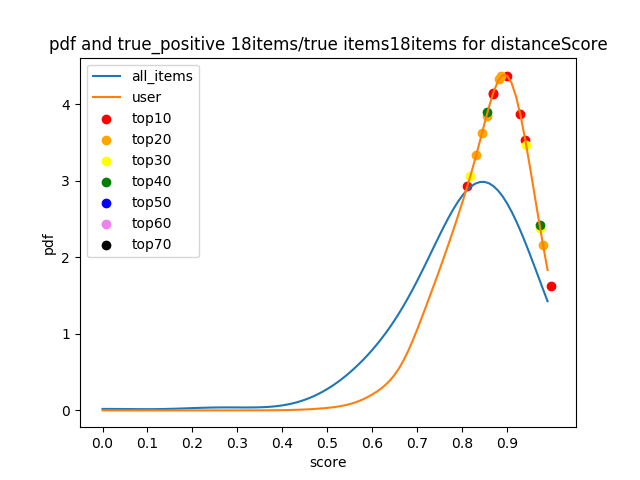 pdf and true_positive 18items/true items18items for distanceScore
all_items
user
top10
top20
top30
top40
top50
top60
top70
pdf
4
3
2
1
0
0.0 0.1 0.2 0.3 0.4 0.5 0.6 0.7 0.8 0.9
score